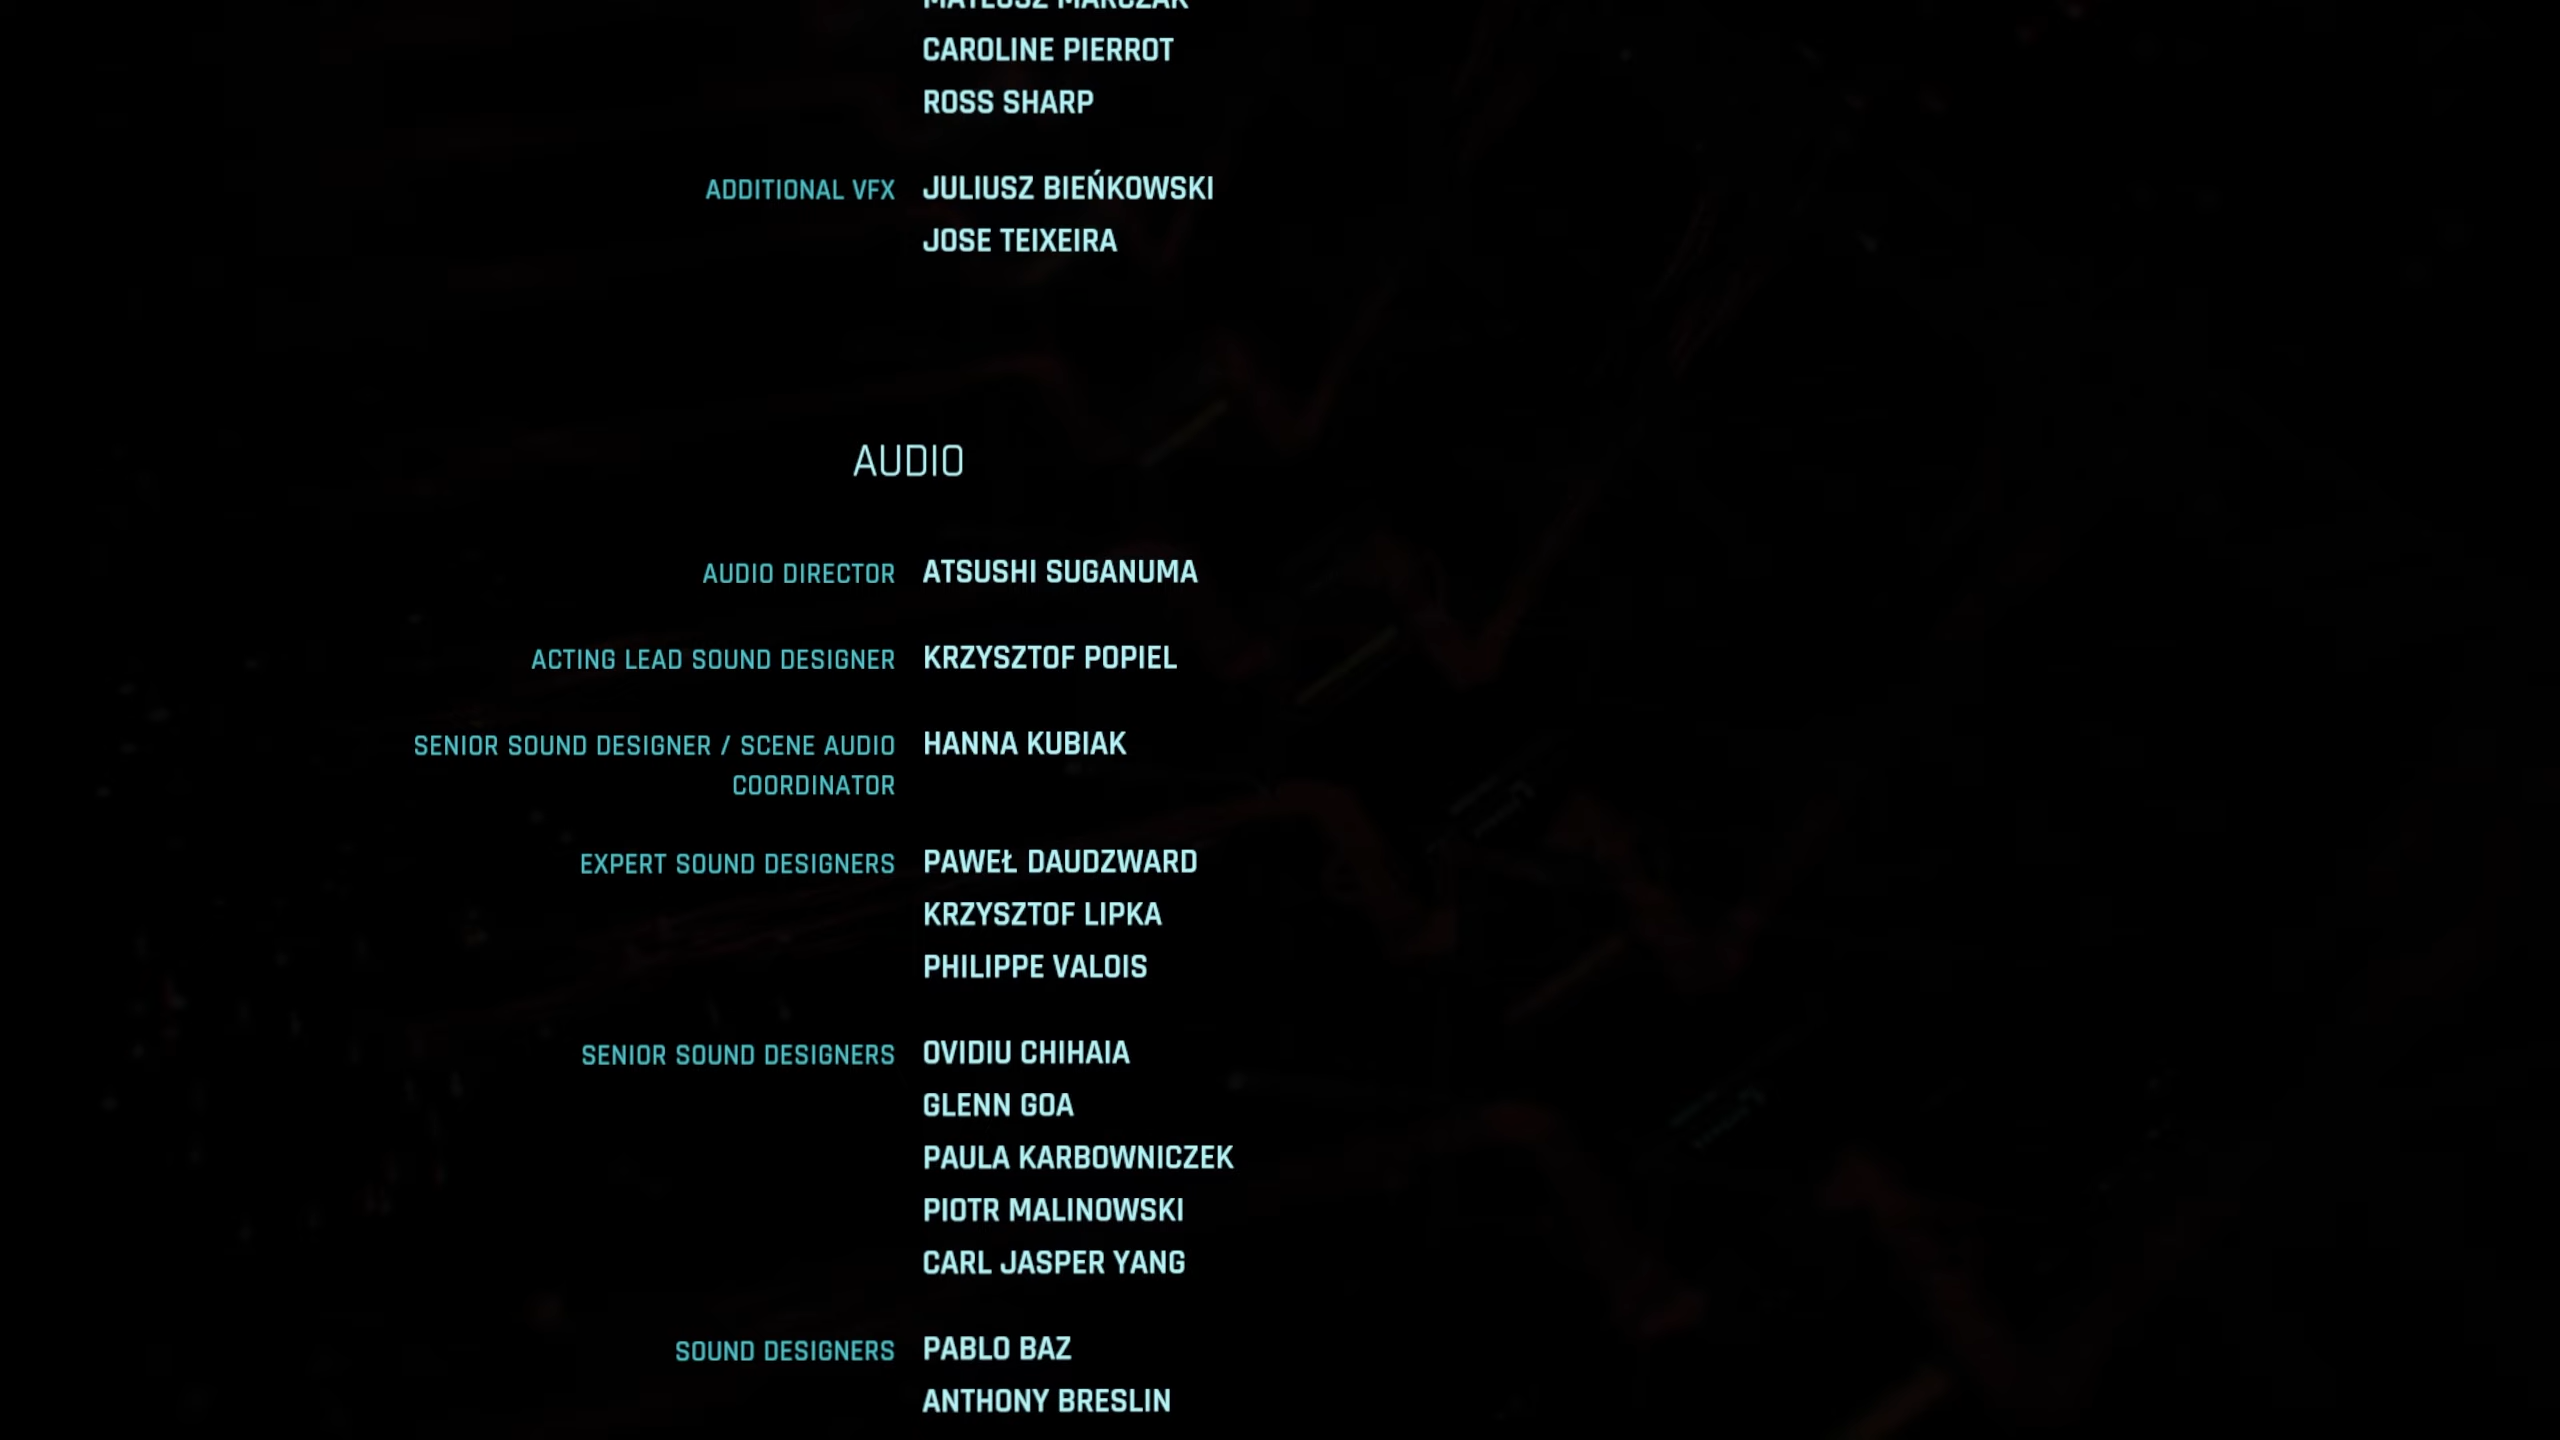 MATEUSZ MARCZAK
CAROLINE PIERROT
ROSS SHARP
ADDITIONAL VFX JULIUSZ BIEŃKOWSKI
JOSE TEIXEIRA
AUDIO
AUDIO DIRECTOR ATSUSHI SUGANUMA
ACTING LEAD SOUND DESIGNER KRZYSZTOF POPIEL
SENIOR SOUND DESIGNER / SCENE AUDIO HANNA KUBIAK
COORDINATOR
EXPERT SOUND DESIGNERS PAWEŁ DAUDZWARD
KRZYSZTOF LIPKA
PHILIPPE VALOIS
SENIOR SOUND DESIGNERS OVIDIU CHIHAIA
GLENN GOA
PAULA KARBOWNICZEK
PIOTR MALINOWSKI
CARL JASPER YANG
SOUND DESIGNERS PABLO BAZ
ANTHONY BRESLIN